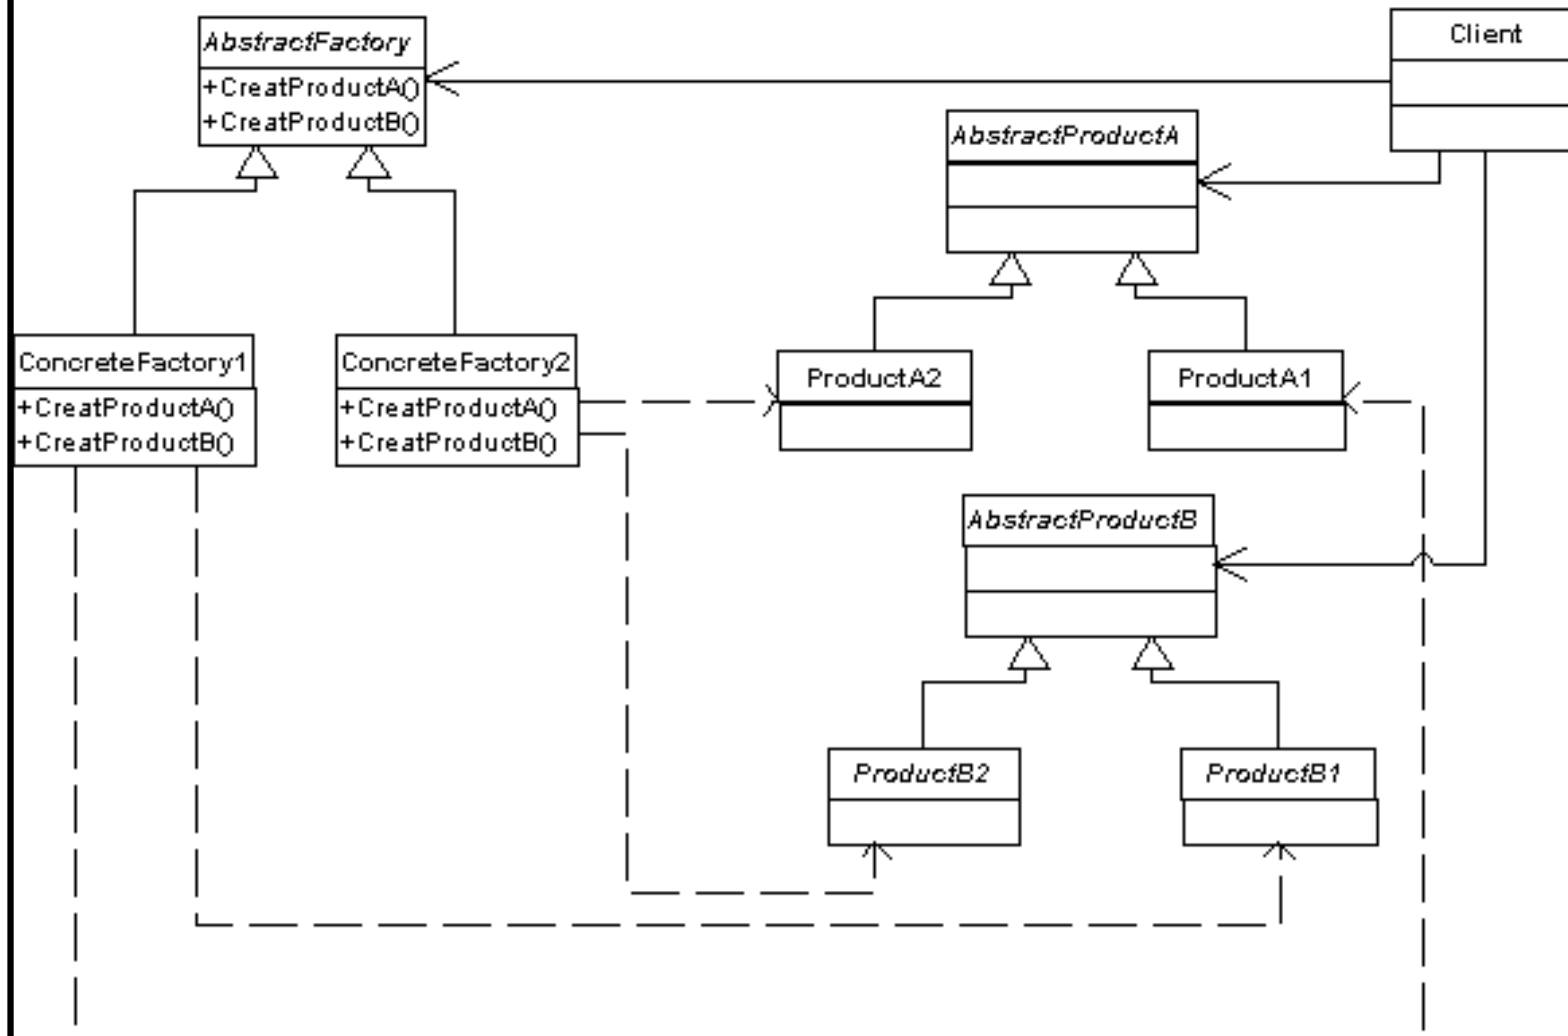 AbstractFactory
+CreatProductA()
+CreatProductB()
Client
AbstractProductA
ConcreteFactory1
+CreatProductA()
+CreatProductB()
ConcreteFactory2
+CreatProductA()
+CreatProductB()
ProductA2
ProductA1
AbstractProductB
ProductB2
ProductB1